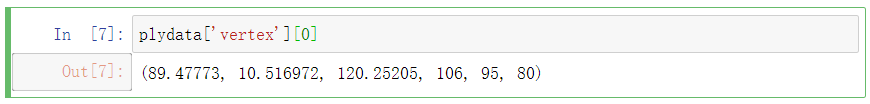 In [7]: plydata['vertex'][0]
Out[7]: (89.47773, 10.516972, 120.25205, 106, 95, 80)